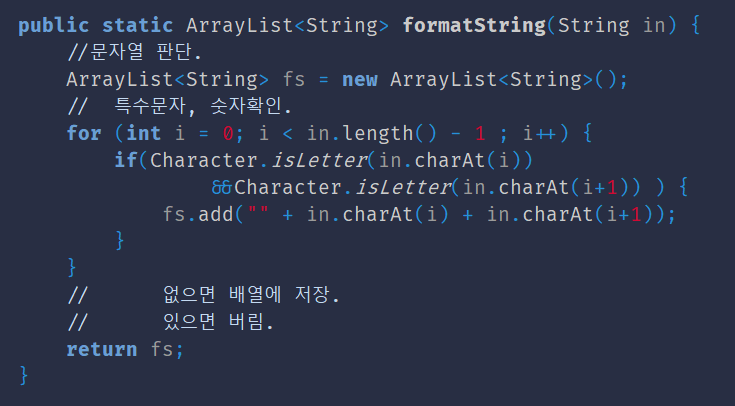 public static ArrayList<String> formatString(String in) {
    //문자열 판단.
    ArrayList<String> fs = new ArrayList<String>();
    //  특수문자, 숫자확인.
    for (int i = 0; i < in.length() - 1 ; i++) {
        if(Character.isLetter(in.charAt(i))
                &&Character.isLetter(in.charAt(i+1)) ) {
            fs.add("" + in.charAt(i) + in.charAt(i+1));
        }
    }
    //      없으면 배열에 저장.
    //      있으면 버림.
    return fs;
}